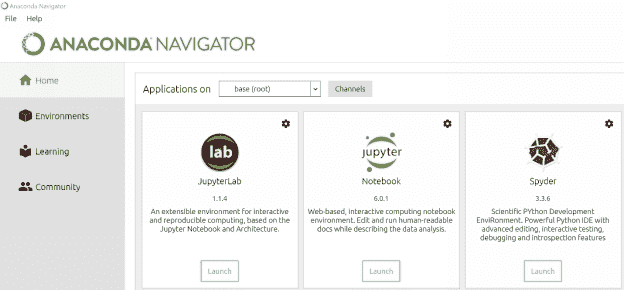 Anaconda Navigator
File Help
ANACONDA NAVIGATOR
Home
Applications on base (root) Channels
Environments
Learning
Community
lab
JupyterLab
1.1.4
An extensible environment for interactive
and reproducible computing, based on the
Jupyter Notebook and Architecture.
Launch
jupyter
Notebook
6.0.1
Web-based, interactive computing notebook
environment. Edit and run human-readable
docs while describing the data analysis.
Launch
Spyder
3.3.6
Scientific PYthon Development
EnviRonment. Powerful Python IDE with
advanced editing, interactive testing,
debugging and introspection features
Launch